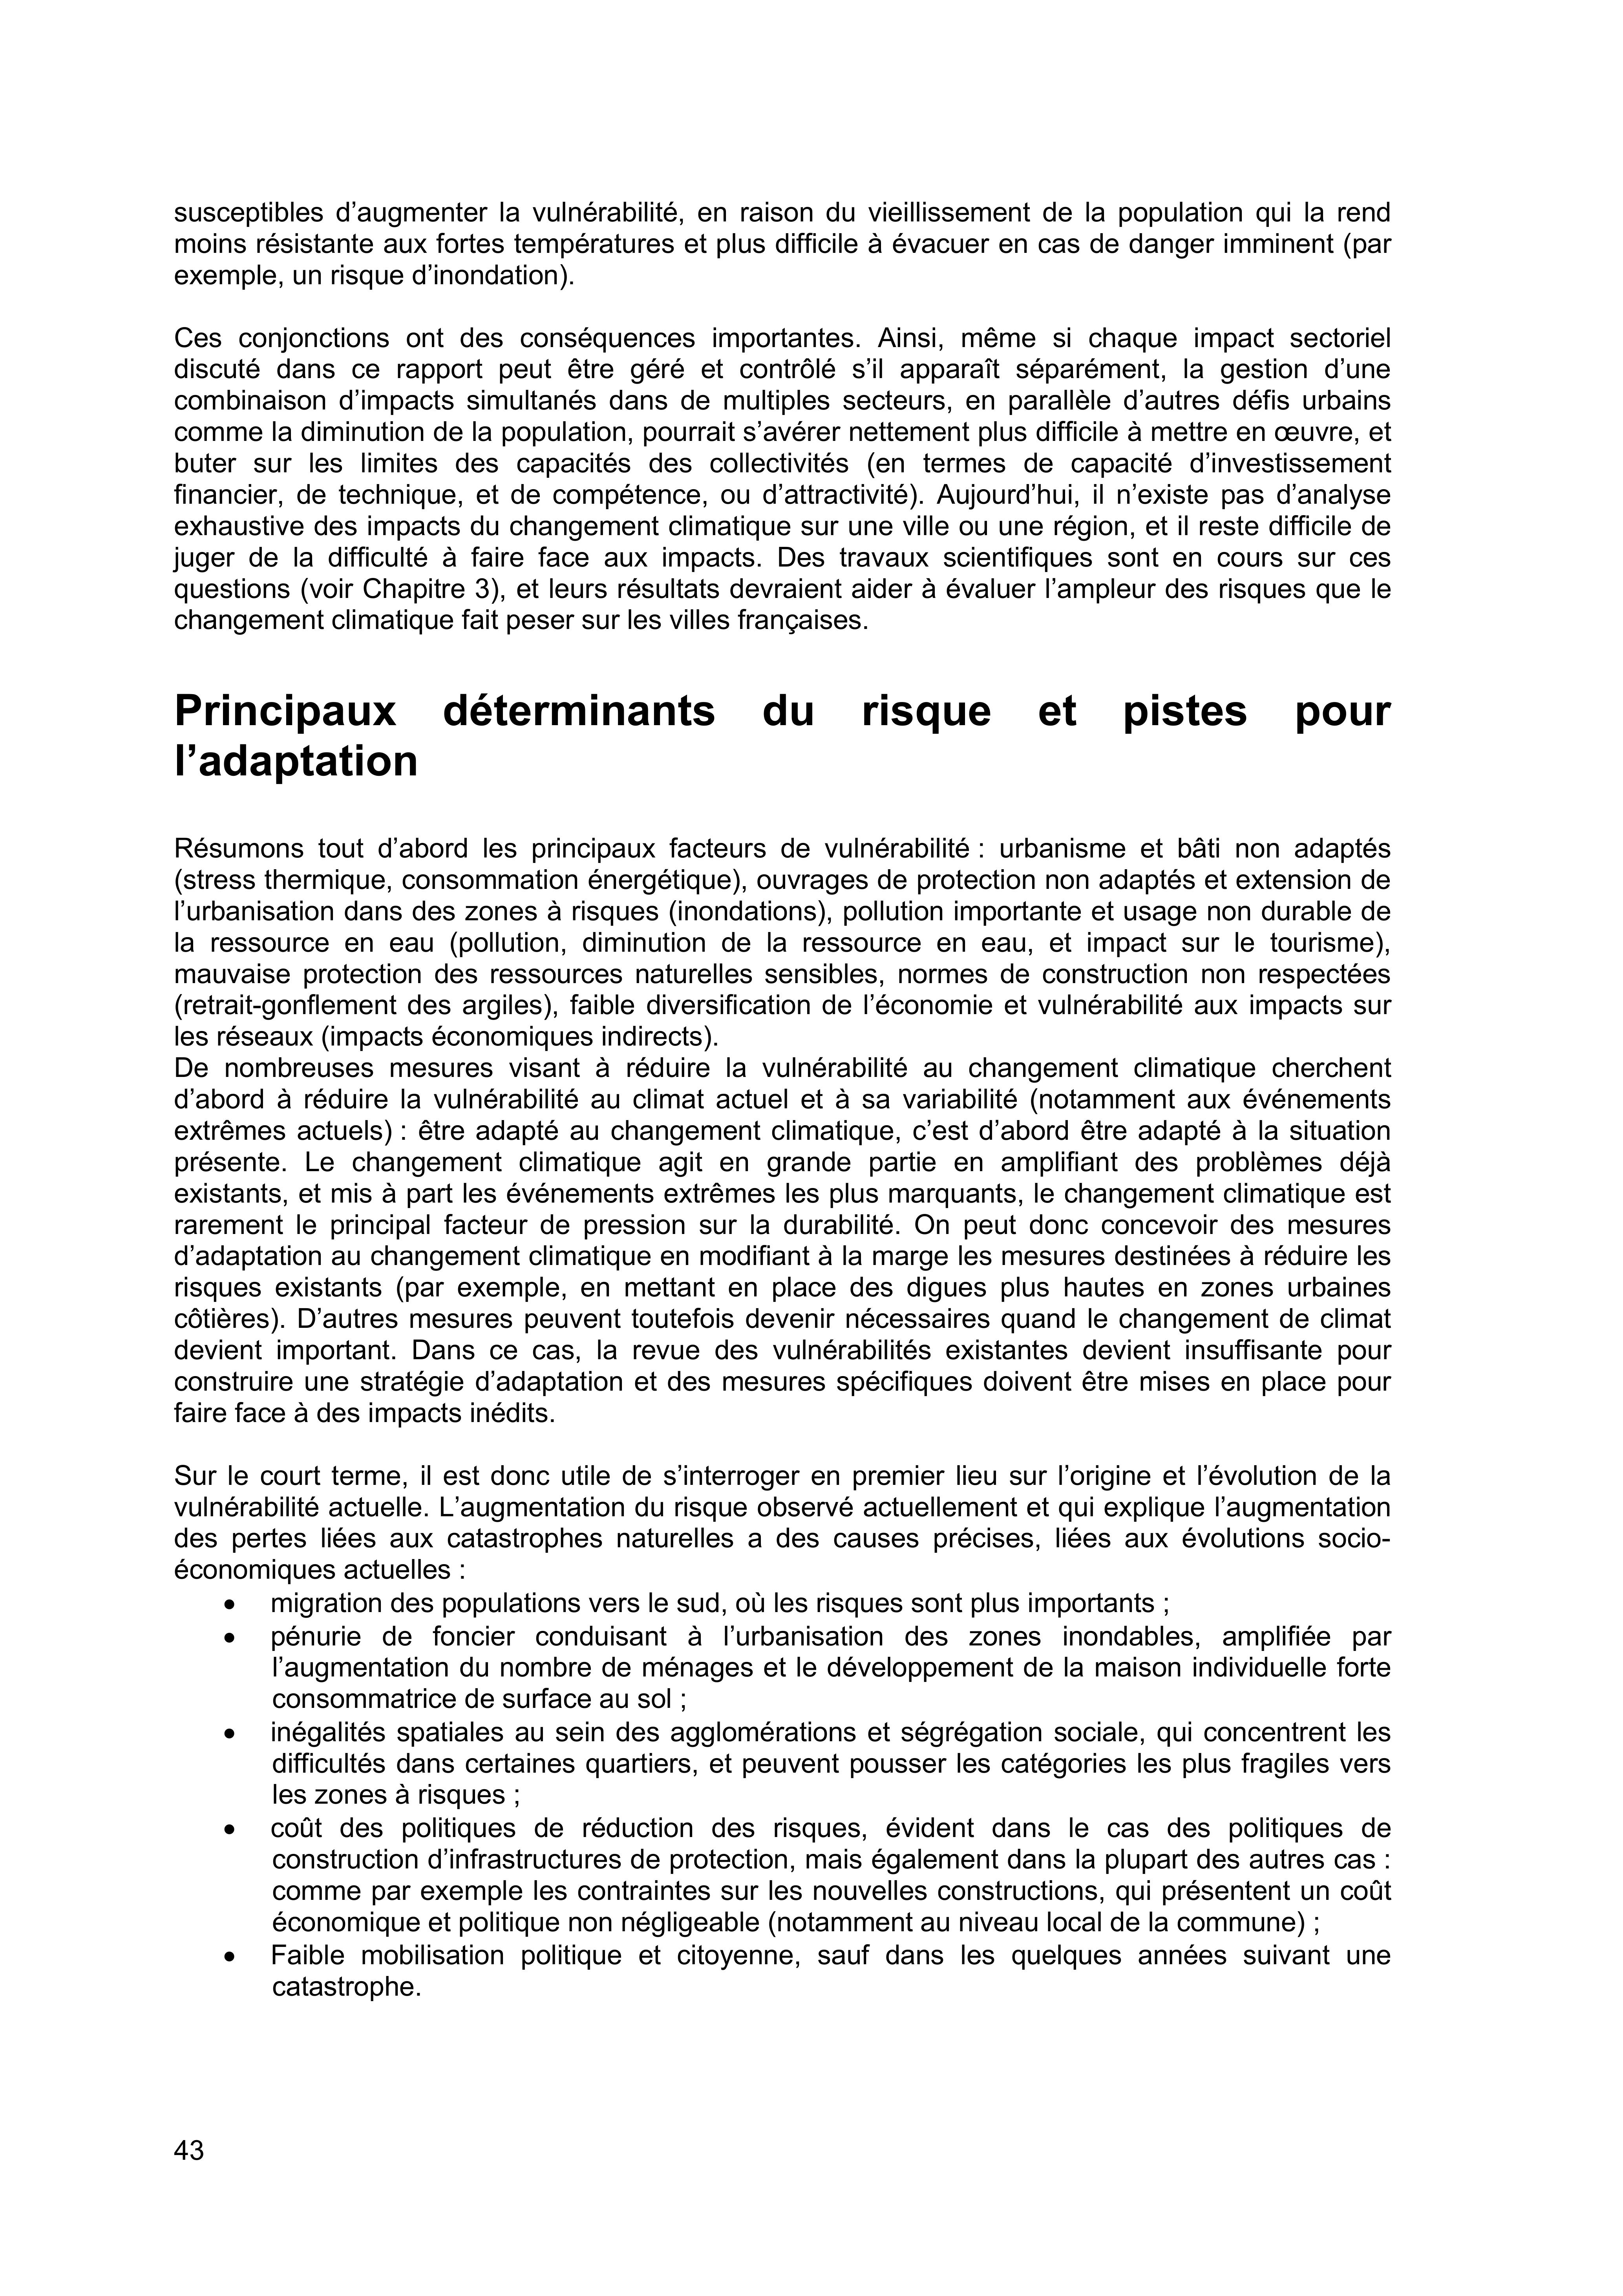 susceptibles d’augmenter la vulnérabilité, en raison du vieillissement de la population qui la rend
moins résistante aux fortes températures et plus difficile à évacuer en cas de danger imminent (par
exemple, un risque d’inondation).
Ces conjonctions ont des conséquences importantes. Ainsi, même si chaque impact sectoriel
discuté dans ce rapport peut être géré et contrôlé s’il apparaît séparément, la gestion d’une
combinaison d’impacts simultanés dans de multiples secteurs, en parallèle d’autres défis urbains
comme la diminution de la population, pourrait s’avérer nettement plus difficile à mettre en œuvre, et
buter sur les limites des capacités des collectivités (en termes de capacité d’investissement
financier, de technique, et de compétence, ou d’attractivité). Aujourd’hui, il n’existe pas d’analyse
exhaustive des impacts du changement climatique sur une ville ou une région, et il reste difficile de
juger de la difficulté à faire face aux impacts. Des travaux scientifiques sont en cours sur ces
questions (voir Chapitre 3), et leurs résultats devraient aider à évaluer l’ampleur des risques que le
changement climatique fait peser sur les villes françaises.
Principaux déterminants du risque et pistes pour
l’adaptation
Résumons tout d’abord les principaux facteurs de vulnérabilité : urbanisme et bâti non adaptés
(stress thermique, consommation énergétique), ouvrages de protection non adaptés et extension de
l’urbanisation dans des zones à risques (inondations), pollution importante et usage non durable de
la ressource en eau (pollution, diminution de la ressource en eau, et impact sur le tourisme),
mauvaise protection des ressources naturelles sensibles, normes de construction non respectées
(retrait-gonflement des argiles), faible diversification de l’économie et vulnérabilité aux impacts sur
les réseaux (impacts économiques indirects).
De nombreuses mesures visant à réduire la vulnérabilité au changement climatique cherchent
d’abord à réduire la vulnérabilité au climat actuel et à sa variabilité (notamment aux événements
extrêmes actuels) : être adapté au changement climatique, c’est d’abord être adapté à la situation
présente. Le changement climatique agit en grande partie en amplifiant des problèmes déjà
existants, et mis à part les événements extrêmes les plus marquants, le changement climatique est
rarement le principal facteur de pression sur la durabilité. On peut donc concevoir des mesures
d’adaptation au changement climatique en modifiant à la marge les mesures destinées à réduire les
risques existants (par exemple, en mettant en place des digues plus hautes en zones urbaines
côtières). D’autres mesures peuvent toutefois devenir nécessaires quand le changement de climat
devient important. Dans ce cas, la revue des vulnérabilités existantes devient insuffisante pour
construire une stratégie d’adaptation et des mesures spécifiques doivent être mises en place pour
faire face à des impacts inédits.
Sur le court terme, il est donc utile de s’interroger en premier lieu sur l’origine et l’évolution de la
vulnérabilité actuelle. L’augmentation du risque observé actuellement et qui explique l’augmentation
des pertes liées aux catastrophes naturelles a des causes précises, liées aux évolutions socio-
économiques actuelles :
• migration des populations vers le sud, où les risques sont plus importants ;
• pénurie de foncier conduisant à l’urbanisation des zones inondables, amplifiée par
l’augmentation du nombre de ménages et le développement de la maison individuelle forte
consommatrice de surface au sol ;
• inégalités spatiales au sein des agglomérations et ségrégation sociale, qui concentrent les
difficultés dans certaines quartiers, et peuvent pousser les catégories les plus fragiles vers
les zones à risques ;
• coût des politiques de réduction des risques, évident dans le cas des politiques de
construction d’infrastructures de protection, mais également dans la plupart des autres cas :
comme par exemple les contraintes sur les nouvelles constructions, qui présentent un coût
économique et politique non négligeable (notamment au niveau local de la commune) ;
• Faible mobilisation politique et citoyenne, sauf dans les quelques années suivant une
catastrophe.
43